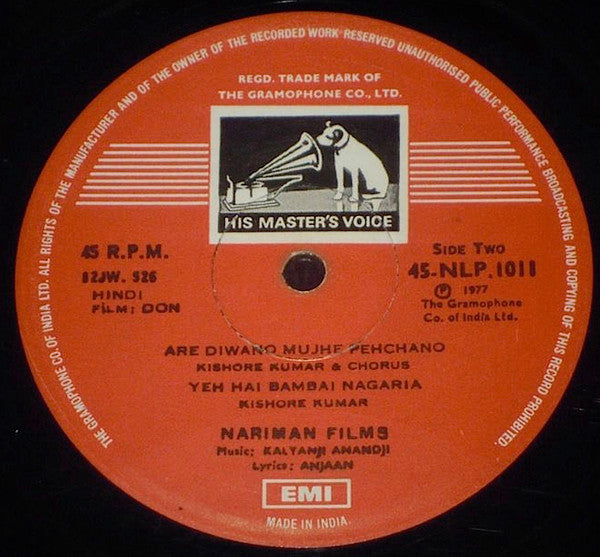 THE GRAMOPHONE CO. OF INDIA LTD. ALL RIGHTS OF THE MANUFACTURER AND OF THE OWNER OF THE RECORDED WORK RESERVED UNAUTHORISED PUBLIC PERFORMANCE BROADCASTING AND COPYING OF THIS RECORD PROHIBITED.
REGD. TRADE MARK OF
THE GRAMOPHONE CO., LTD.
HIS MASTER'S VOICE
45 R.P.M.
82JW. 526
HINDI
FILM; DON
SIDE TWO
45-NLP.1011
Ⓟ 1977
The Gramophone
Co. of India Ltd.
ARE DIWANO MUJHE PEHCHANO
KISHORE KUMAR & CHORUS
YEH HAI BAMBAI NAGARIA
KISHORE KUMAR
NARIMAN FILMS
Music; KALYANJI ANANDJI
Lyrics; ANJAAN
EMI
MADE IN INDIA